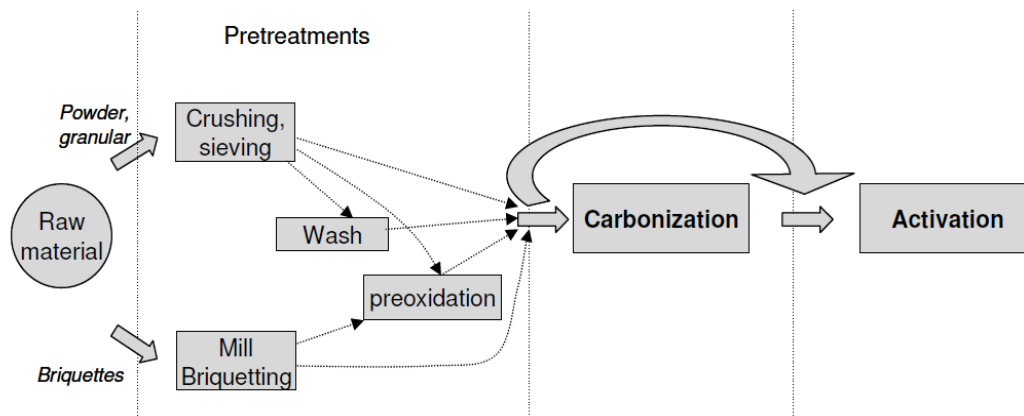 Pretreatments
Powder,
granular
Crushing,
sieving
Raw
material
Wash
Carbonization
Activation
preoxidation
Briquettes
Mill
Briquetting